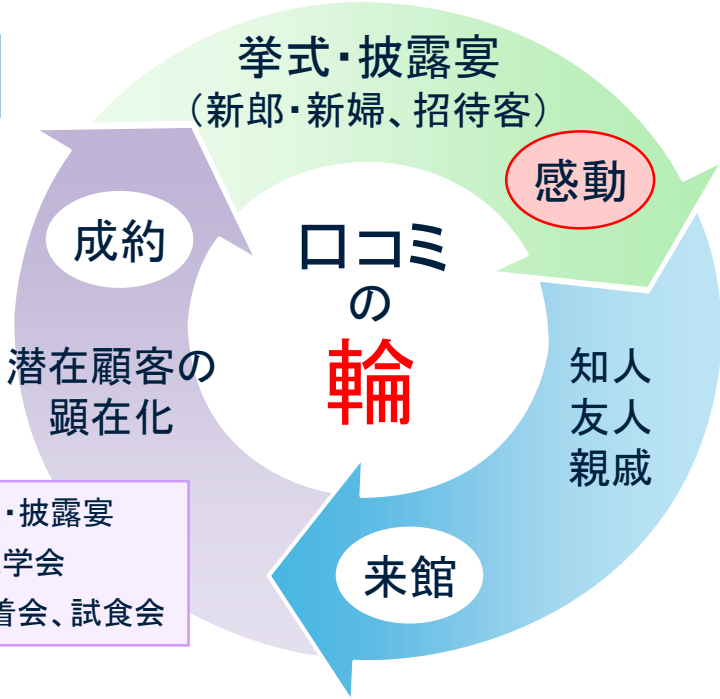 挙式・披露宴
（新郎・新婦、招待客）
感動
成約
口コミ
の
輪
潜在顧客の
顕在化
知人
友人
親戚
来館
・披露宴
学会
着会、試食会